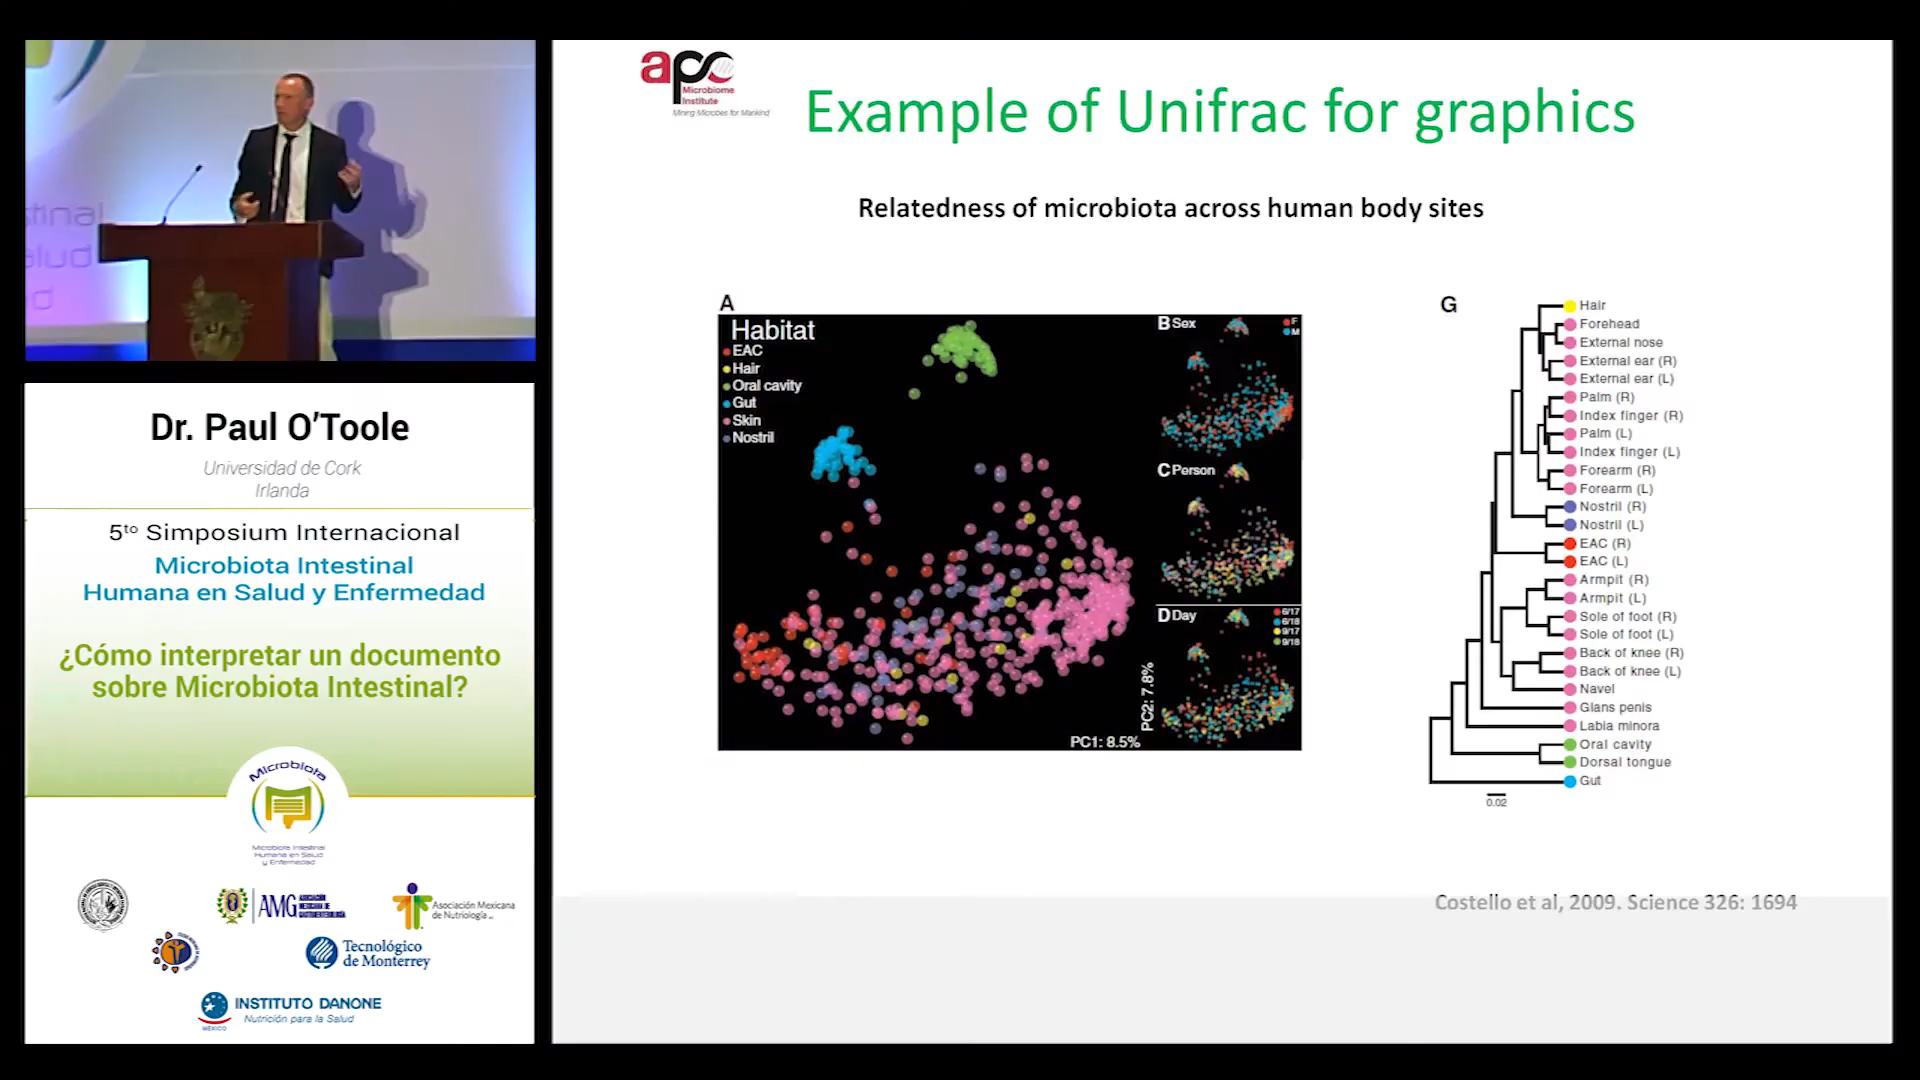 stinal
alud
d
Dr. Paul O'Toole
Universidad de Cork
Irlanda
5to Simposium Internacional
Microbiota Intestinal
Humana en Salud y Enfermedad
¿Cómo interpretar un documento
sobre Microbiota Intestinal?
Microbiota
Microbiota Intestinal
Humana en Salud
y Enfermedad
AMG
Asociación Mexicana
de Nutriología
Tecnológico
de Monterrey
INSTITUTO DANONE
Nutrición para la Salud
MÉXICO
apc
Microbiome
Institute
Mining Microbes for Mankind
Example of Unifrac for graphics
Relatedness of microbiota across human body sites
A
Habitat
EAC
Hair
Oral cavity
Gut
Skin
Nostril
PC1: 8.5%
PC2: 7.8%
B Sex
F
M
C Person
D Day
6/17
6/18
9/17
9/18
G
Hair
Forehead
External nose
External ear (R)
External ear (L)
Palm (R)
Index finger (R)
Palm (L)
Index finger (L)
Forearm (R)
Forearm (L)
Nostril (R)
Nostril (L)
EAC (R)
EAC (L)
Armpit (R)
Armpit (L)
Sole of foot (R)
Sole of foot (L)
Back of knee (R)
Back of knee (L)
Navel
Glans penis
Labia minora
Oral cavity
Dorsal tongue
Gut
0.02
Costello et al, 2009. Science 326: 1694